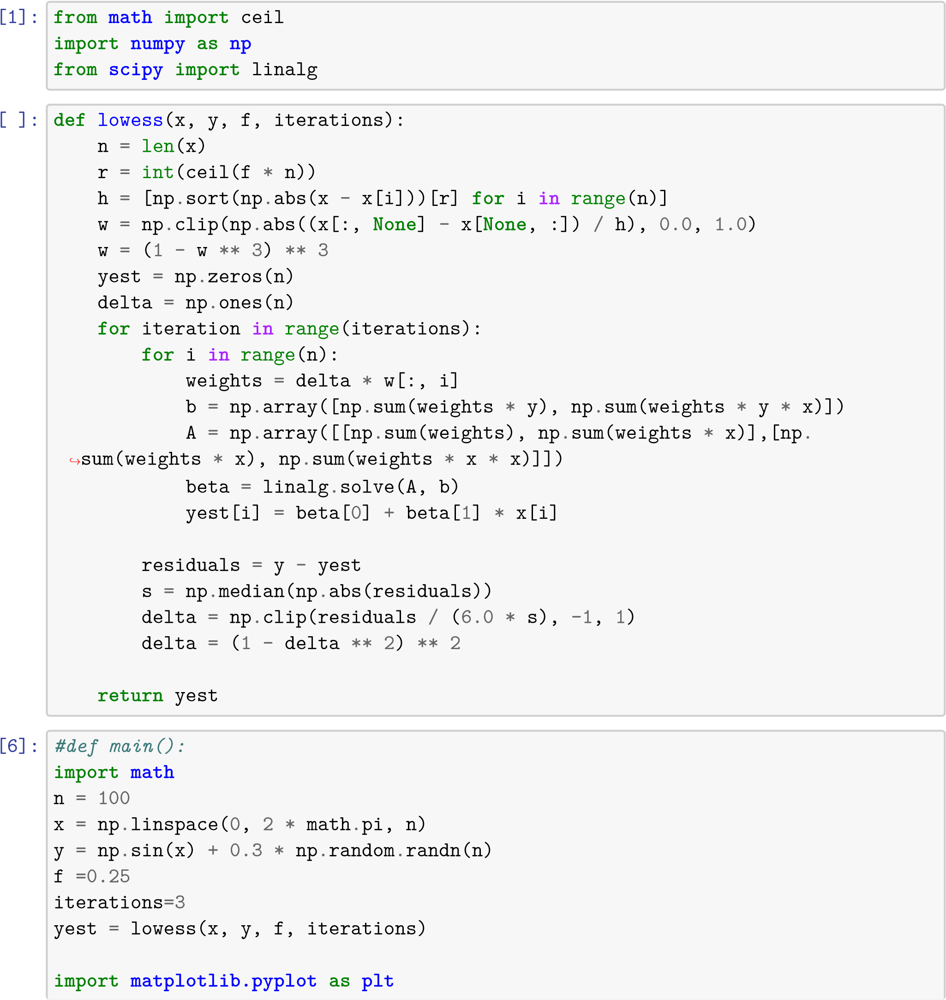 [1]: from math import ceil
import numpy as np
from scipy import linalg
[ ]: def lowess(x, y, f, iterations):
    n = len(x)
    r = int(ceil(f * n))
    h = [np.sort(np.abs(x - x[i]))[r] for i in range(n)]
    w = np.clip(np.abs((x[:, None] - x[None, :]) / h), 0.0, 1.0)
    w = (1 - w ** 3) ** 3
    yest = np.zeros(n)
    delta = np.ones(n)
    for iteration in range(iterations):
        for i in range(n):
            weights = delta * w[:, i]
            b = np.array([np.sum(weights * y), np.sum(weights * y * x)])
            A = np.array([[np.sum(weights), np.sum(weights * x)],[np.
↪sum(weights * x), np.sum(weights * x * x)]])
            beta = linalg.solve(A, b)
            yest[i] = beta[0] + beta[1] * x[i]

        residuals = y - yest
        s = np.median(np.abs(residuals))
        delta = np.clip(residuals / (6.0 * s), -1, 1)
        delta = (1 - delta ** 2) ** 2

    return yest
[6]: #def main():
import math
n = 100
x = np.linspace(0, 2 * math.pi, n)
y = np.sin(x) + 0.3 * np.random.randn(n)
f =0.25
iterations=3
yest = lowess(x, y, f, iterations)

import matplotlib.pyplot as plt